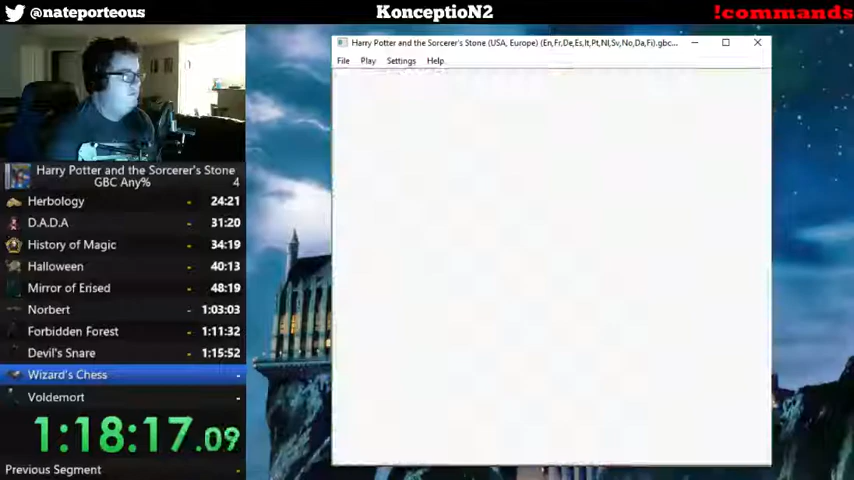 @nateporteous
KonceptioN2
!commands
Harry Potter and the Sorcerer's Stone (USA, Europe) (En,Fr,De,Es,It,Pt,Nl,Sv,No,Da,Fi).gbc...
File Play Settings Help
Harry Potter and the Sorcerer's Stone
GBC Any% 4
Herbology - 24:21
D.A.D.A - 31:20
History of Magic - 34:19
Halloween - 40:13
Mirror of Erised - 48:19
Norbert - 1:03:03
Forbidden Forest - 1:11:32
Devil's Snare - 1:15:52
Wizard's Chess -
Voldemort -
1:18:17.09
Previous Segment -